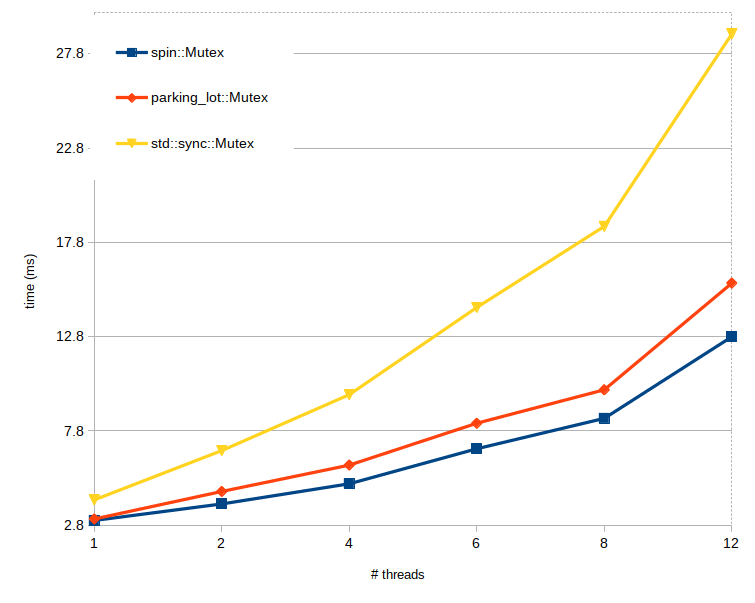 27.8
spin::Mutex
parking_lot::Mutex
std::sync::Mutex
22.8
17.8
time (ms)
12.8
7.8
2.8
1 2 4 6 8 12
# threads